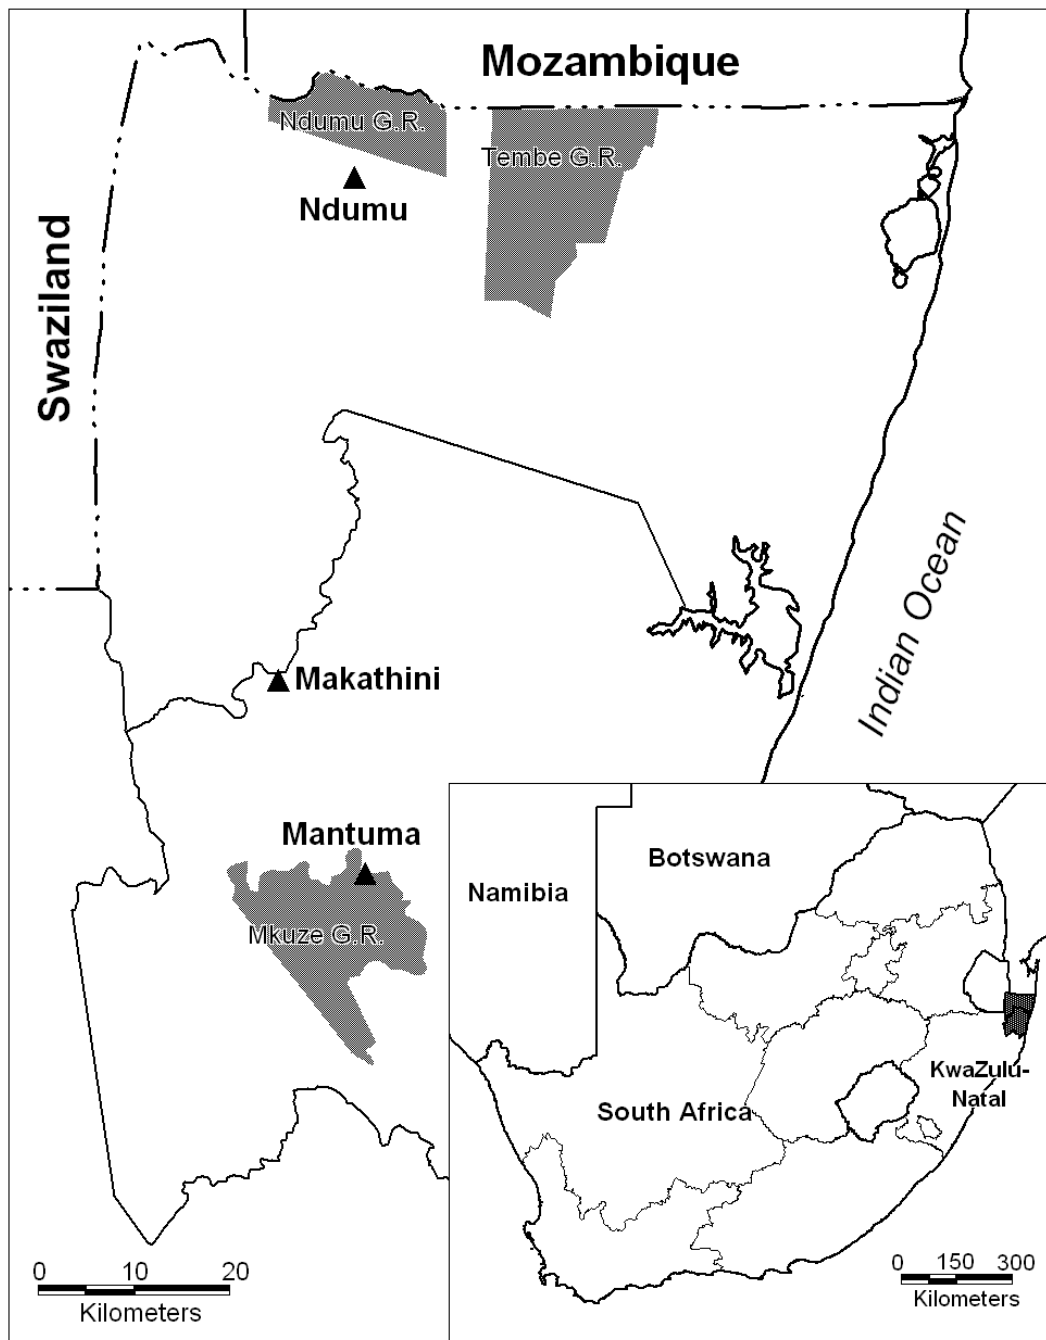 Mozambique
Ndumu G.R.
Tembe G.R.
Ndumu
Swaziland
Indian Ocean
Makathini
Mantuma
Mkuze G.R.
0 10 20
Kilometers
Botswana
Namibia
KwaZulu-
Natal
South Africa
0 150 300
Kilometers